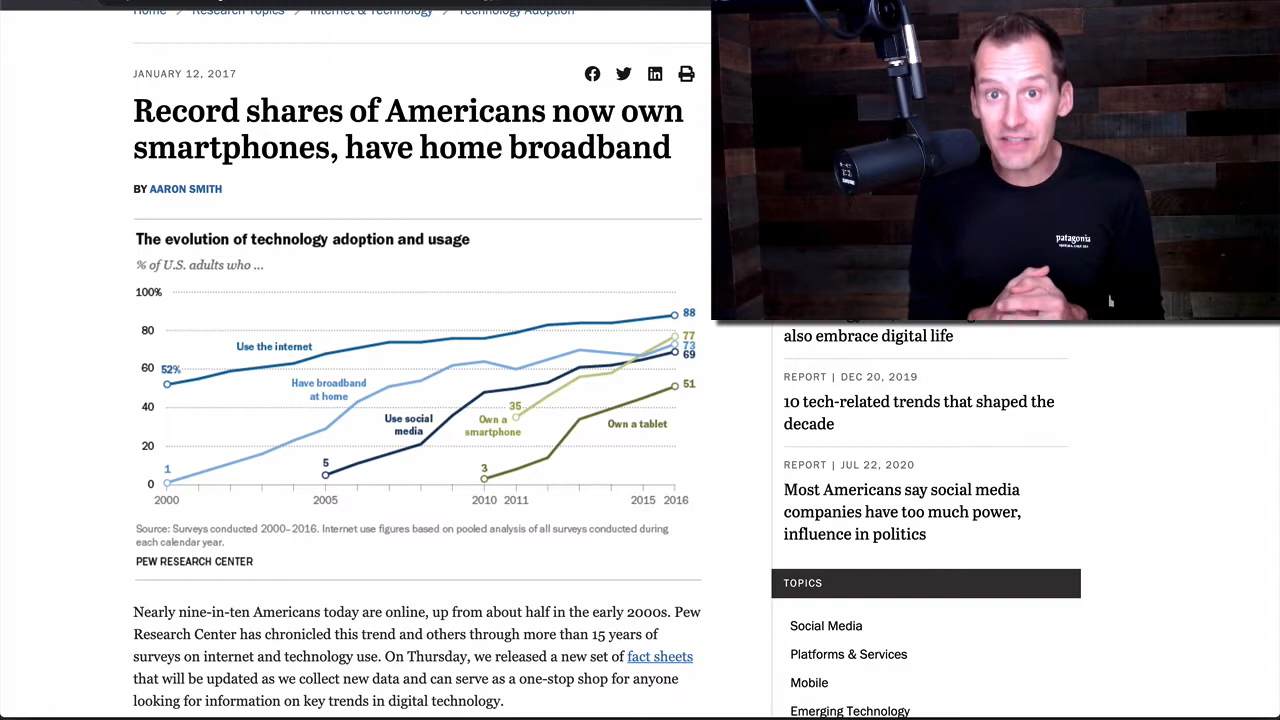 Home / Research Topics / Internet & Technology / Technology Adoption
JANUARY 12, 2017
Record shares of Americans now own
smartphones, have home broadband
BY AARON SMITH
The evolution of technology adoption and usage
% of U.S. adults who ...
100%
80
60
40
20
0
52%
Use the internet
88
1
Have broadband
at home
73
5
Use social
media
69
35
Own a
smartphone
77
3
Own a tablet
51
2000
2005
2010
2011
2015
2016
Source: Surveys conducted 2000–2016. Internet use figures based on pooled analysis of all surveys conducted during
each calendar year.
PEW RESEARCH CENTER
Nearly nine-in-ten Americans today are online, up from about half in the early 2000s. Pew
Research Center has chronicled this trend and others through more than 15 years of
surveys on internet and technology use. On Thursday, we released a new set of fact sheets
that will be updated as we collect new data and can serve as a one-stop shop for anyone
looking for information on key trends in digital technology.
patagonia
also embrace digital life
REPORT | DEC 20, 2019
10 tech-related trends that shaped the
decade
REPORT | JUL 22, 2020
Most Americans say social media
companies have too much power,
influence in politics
TOPICS
Social Media
Platforms & Services
Mobile
Emerging Technology